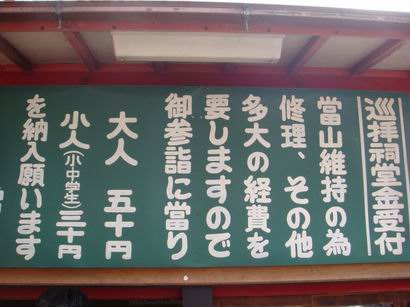 巡拝祠堂金受付
當山維持の為
修理、その他
多大の経費を
要しますので
御参詣に當り
大人 五十円
小人(小中学生)三十円
を納入願います